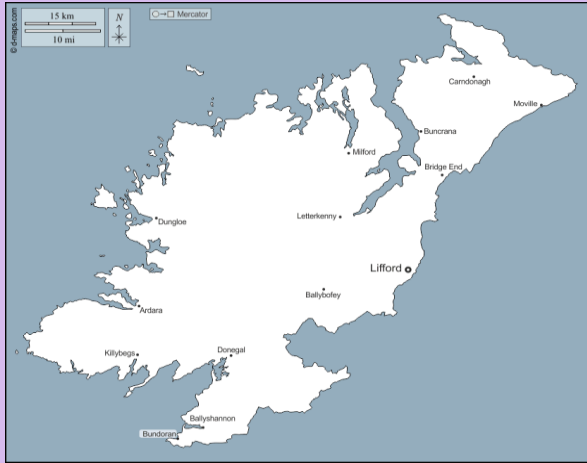 © d-maps.com
15 km
10 mi
N
Mercator
Carndonagh
Moville
Buncrana
Milford
Bridge End
Dungloe
Letterkenny
Lifford
Ballybofey
Ardara
Killybegs
Donegal
Ballyshannon
Bundoran